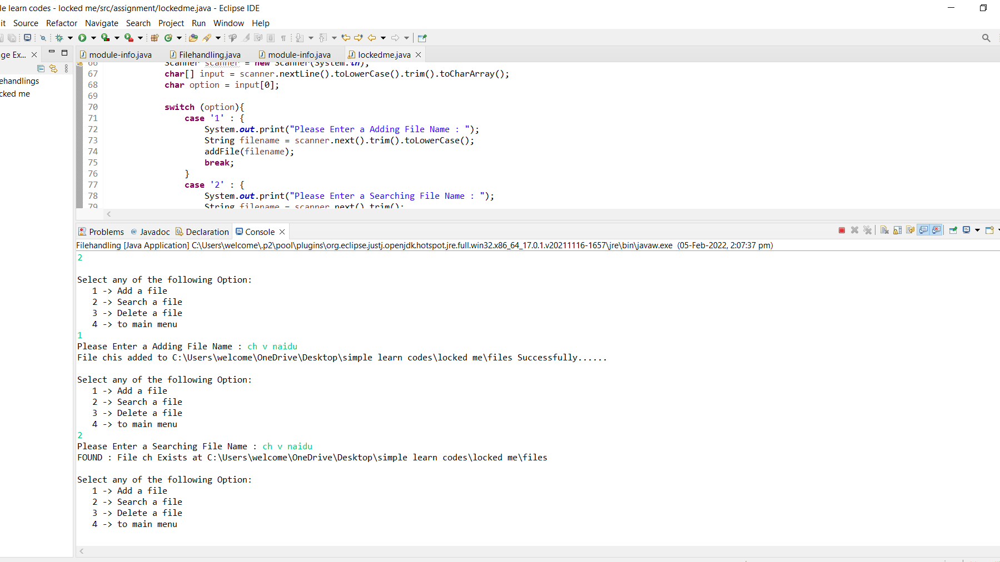 le learn codes - locked me/src/assignment/lockedme.java - Eclipse IDE
it Source Refactor Navigate Search Project Run Window Help
ge Ex... module-info.java Filehandling.java module-info.java lockedme.java
ehandlings
cked me
66 Scanner scanner = new Scanner(System.in);
67 char[] input = scanner.nextLine().toLowerCase().trim().toCharArray();
68 char option = input[0];
69
70 switch (option){
71 case '1' : {
72 System.out.print("Please Enter a Adding File Name : ");
73 String filename = scanner.next().trim().toLowerCase();
74 addFile(filename);
75 break;
76 }
77 case '2' : {
78 System.out.print("Please Enter a Searching File Name : ");
79 String filename = scanner.next().trim();
Problems @ Javadoc Declaration Console
Filehandling [Java Application] C:\Users\welcome\.p2\pool\plugins\org.eclipse.justj.openjdk.hotspot.jre.full.win32.x86_64_17.0.1.v20211116-1657\jre\bin\javaw.exe (05-Feb-2022, 2:07:37 pm)
2
Select any of the following Option:
1 -> Add a file
2 -> Search a file
3 -> Delete a file
4 -> to main menu
1
Please Enter a Adding File Name : ch v naidu
File chis added to C:\Users\welcome\OneDrive\Desktop\simple learn codes\locked me\files Successfully......
Select any of the following Option:
1 -> Add a file
2 -> Search a file
3 -> Delete a file
4 -> to main menu
2
Please Enter a Searching File Name : ch v naidu
FOUND : File ch Exists at C:\Users\welcome\OneDrive\Desktop\simple learn codes\locked me\files
Select any of the following Option:
1 -> Add a file
2 -> Search a file
3 -> Delete a file
4 -> to main menu